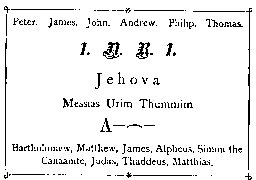 Peter. James. John. Andrew. Philip. Thomas.
I. N. R. I.
Jehova
Messias Urim Thummim
A
Bartholomew, Matthew, James, Alpheus, Simon the
Canaanite, Judas, Thaddeus, Matthias.